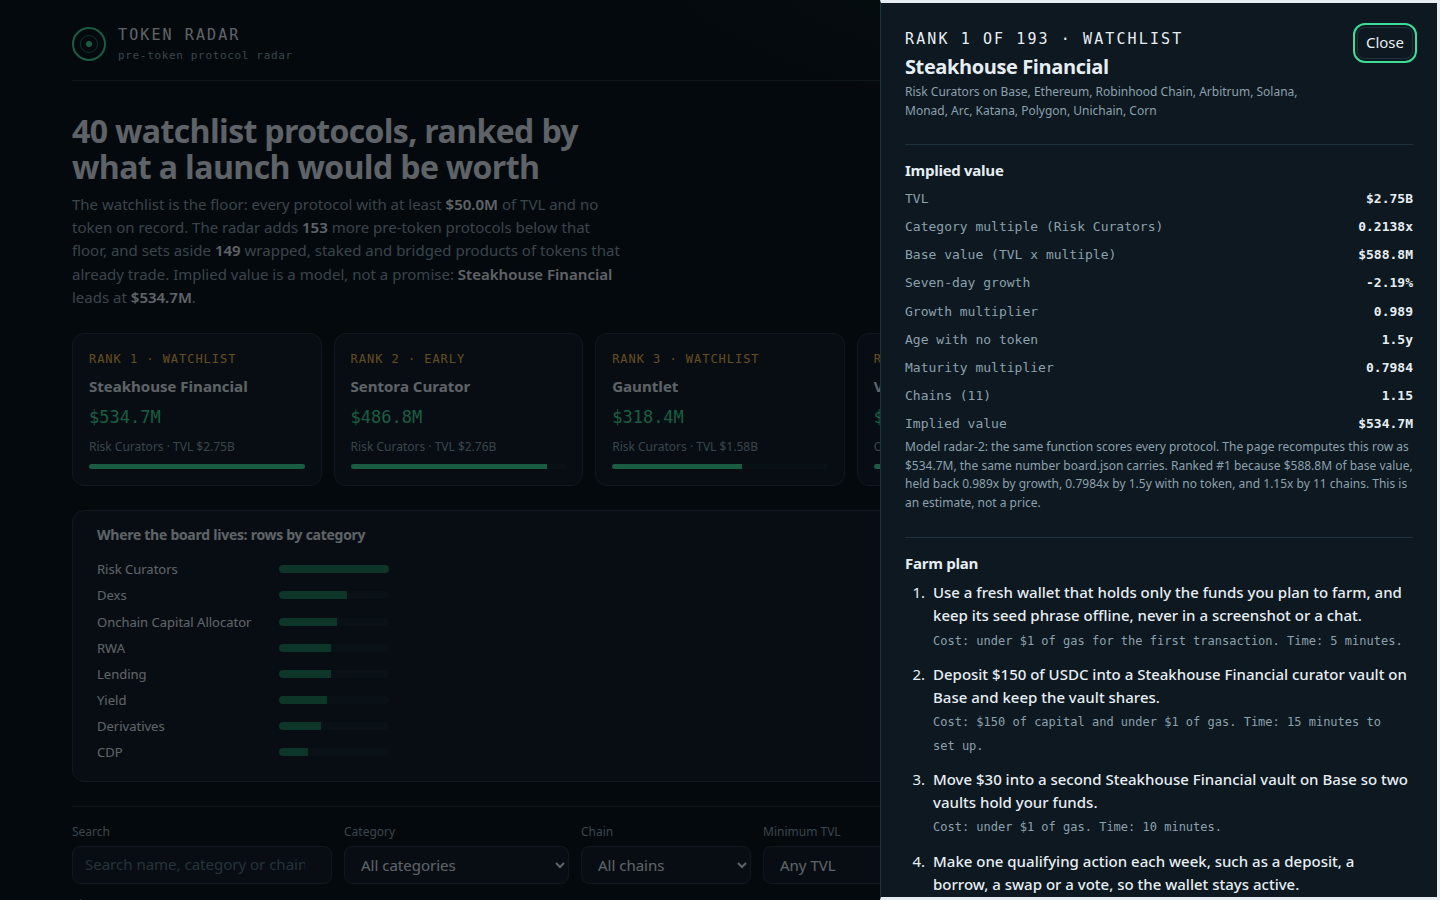 TOKEN RADAR
pre-token protocol radar
40 watchlist protocols, ranked by
what a launch would be worth
The watchlist is the floor: every protocol with at least $50.0M of TVL and no
token on record. The radar adds 153 more pre-token protocols below that
floor, and sets aside 149 wrapped, staked and bridged products of tokens that
already trade. Implied value is a model, not a promise: Steakhouse Financial
leads at $534.7M.
RANK 1 · WATCHLIST
Steakhouse Financial
$534.7M
Risk Curators · TVL $2.75B
RANK 2 · EARLY
Sentora Curator
$486.8M
Risk Curators · TVL $2.76B
RANK 3 · WATCHLIST
Gauntlet
$318.4M
Risk Curators · TVL $1.58B
Where the board lives: rows by category
Risk Curators
Dexs
Onchain Capital Allocator
RWA
Lending
Yield
Derivatives
CDP
Search
Search name, category or chain
Category
All categories
Chain
All chains
Minimum TVL
Any TVL
RANK 1 OF 193 · WATCHLIST
Close
Steakhouse Financial
Risk Curators on Base, Ethereum, Robinhood Chain, Arbitrum, Solana,
Monad, Arc, Katana, Polygon, Unichain, Corn
Implied value
TVL $2.75B
Category multiple (Risk Curators) 0.2138x
Base value (TVL x multiple) $588.8M
Seven-day growth -2.19%
Growth multiplier 0.989
Age with no token 1.5y
Maturity multiplier 0.7984
Chains (11) 1.15
Implied value $534.7M
Model radar-2: the same function scores every protocol. The page recomputes this row as
$534.7M, the same number board.json carries. Ranked #1 because $588.8M of base value,
held back 0.989x by growth, 0.7984x by 1.5y with no token, and 1.15x by 11 chains. This is
an estimate, not a price.
Farm plan
1. Use a fresh wallet that holds only the funds you plan to farm, and
keep its seed phrase offline, never in a screenshot or a chat.
Cost: under $1 of gas for the first transaction. Time: 5 minutes.
2. Deposit $150 of USDC into a Steakhouse Financial curator vault on
Base and keep the vault shares.
Cost: $150 of capital and under $1 of gas. Time: 15 minutes to
set up.
3. Move $30 into a second Steakhouse Financial vault on Base so two
vaults hold your funds.
Cost: under $1 of gas. Time: 10 minutes.
4. Make one qualifying action each week, such as a deposit, a
borrow, a swap or a vote, so the wallet stays active.